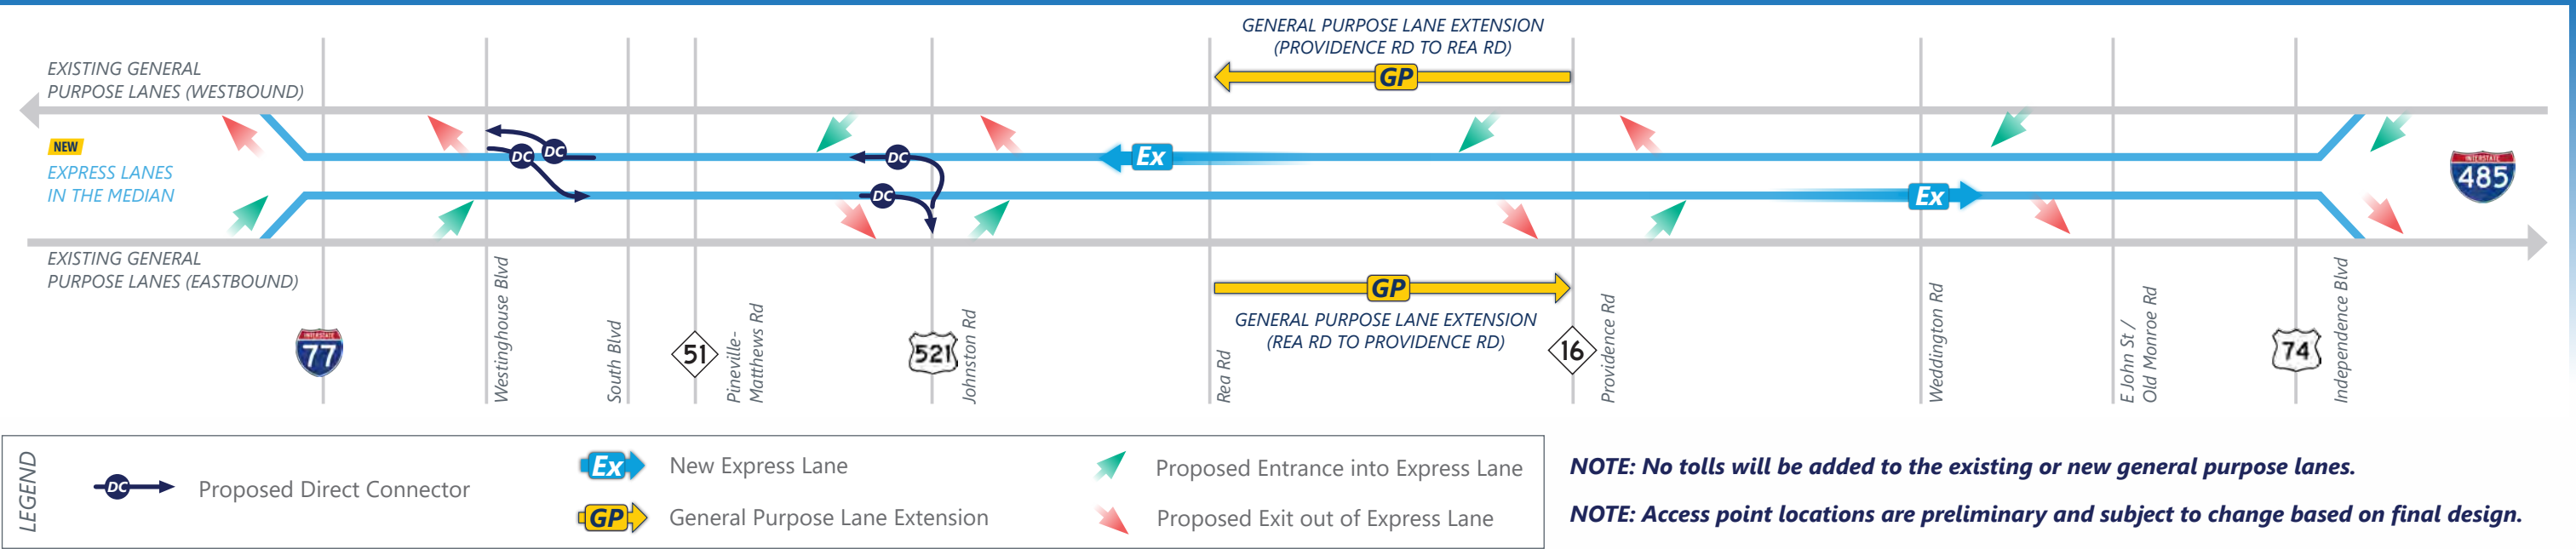 GENERAL PURPOSE LANE EXTENSION
(PROVIDENCE RD TO REA RD)
GP
EXISTING GENERAL
PURPOSE LANES (WESTBOUND)
NEW
EXPRESS LANES
IN THE MEDIAN
DC
DC
DC
DC
Ex
Ex
INTERSTATE
485
EXISTING GENERAL
PURPOSE LANES (EASTBOUND)
GP
GENERAL PURPOSE LANE EXTENSION
(REA RD TO PROVIDENCE RD)
INTERSTATE
77
Westinghouse Blvd
South Blvd
51
Pineville-
Matthews Rd
521
Johnston Rd
Rea Rd
16
Providence Rd
Weddington Rd
E John St /
Old Monroe Rd
74
Independence Blvd
LEGEND
DC
Proposed Direct Connector
Ex
New Express Lane
GP
General Purpose Lane Extension
Proposed Entrance into Express Lane
Proposed Exit out of Express Lane
NOTE: No tolls will be added to the existing or new general purpose lanes.
NOTE: Access point locations are preliminary and subject to change based on final design.